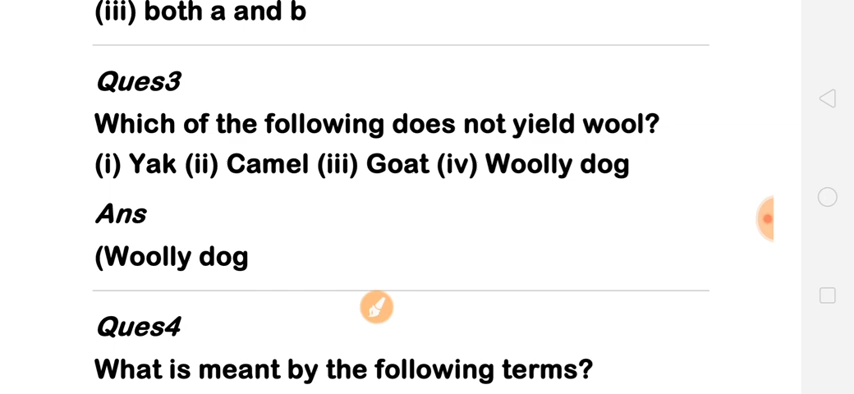 (iii) both a and b
Ques3
Which of the following does not yield wool?
(i) Yak (ii) Camel (iii) Goat (iv) Woolly dog
Ans
(Woolly dog
Ques4
What is meant by the following terms?